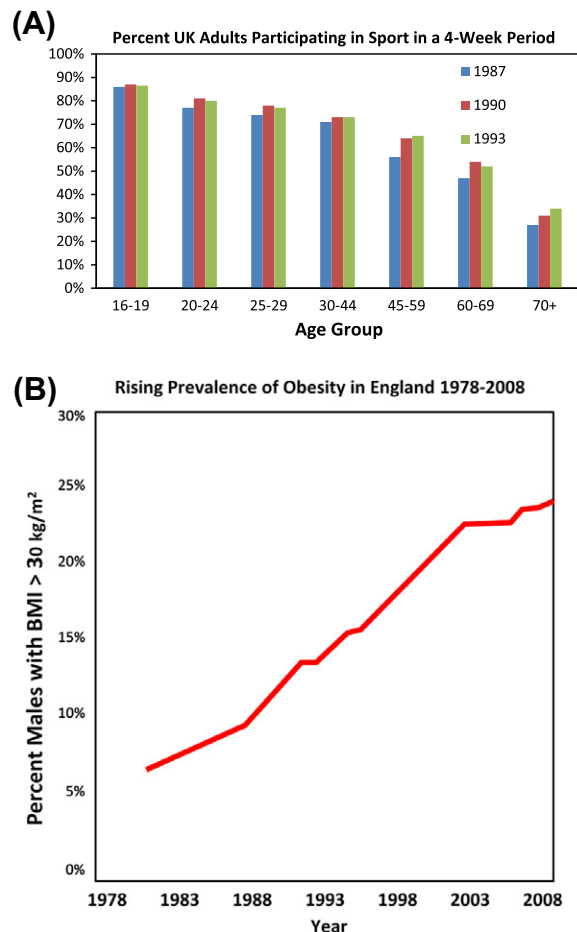 (A)
Percent UK Adults Participating in Sport in a 4-Week Period
100%
90%
80%
70%
60%
50%
40%
30%
20%
10%
0%
1987
1990
1993
16-19 20-24 25-29 30-44 45-59 60-69 70+
Age Group
(B)
Rising Prevalence of Obesity in England 1978-2008
Percent Males with BMI > 30 kg/m²
30%
25%
20%
15%
10%
5%
0%
1978 1983 1988 1993 1998 2003 2008
Year